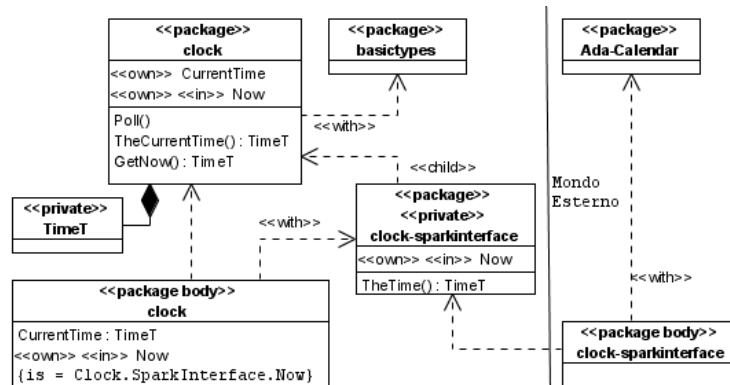 <<package>>
clock
<<own>> CurrentTime
<<own>> <<in>> Now
Poll()
TheCurrentTime() : TimeT
GetNow() : TimeT
<<package>>
basictypes
<<package>>
Ada-Calendar
<<with>>
<<child>>
<<private>>
TimeT
<<with>>
<<package>>
<<private>>
clock-sparkinterface
<<own>> <<in>> Now
TheTime() : TimeT
Mondo
Esterno
<<with>>
<<package body>>
clock
CurrentTime : TimeT
<<own>> <<in>> Now
{is = Clock.SparkInterface.Now}
<<package body>>
clock-sparkinterface